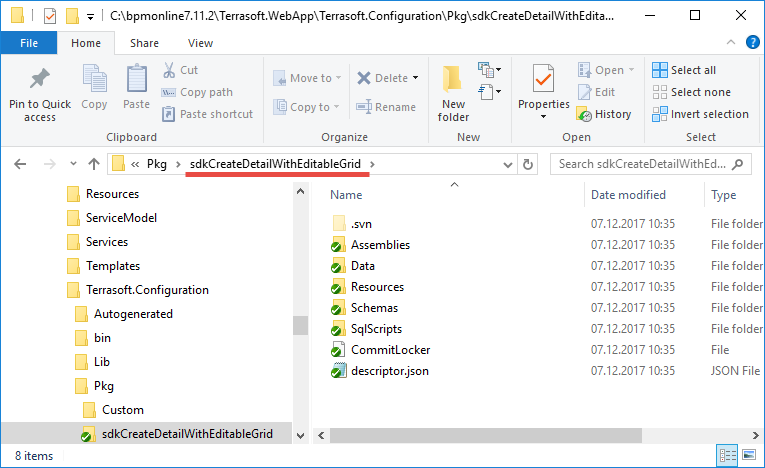 C:\bpmonline7.11.2\Terrasoft.WebApp\Terrasoft.Configuration\Pkg\sdkCreateDetailWithEdita...
File Home Share View
Pin to Quick access
Copy
Paste
Cut
Copy path
Paste shortcut
Clipboard
Move to
Copy to
Delete
Rename
Organize
New folder
New
Properties
Open
Edit
History
Open
Select all
Select none
Invert selection
Select
« Pkg > sdkCreateDetailWithEditableGrid >
Search sdkCreateDetailWithEd...
Resources
ServiceModel
Services
Templates
Terrasoft.Configuration
Autogenerated
bin
Lib
Pkg
Custom
sdkCreateDetailWithEditableGrid
Name Date modified Type
.svn 07.12.2017 10:35 File folder
Assemblies 07.12.2017 10:35 File folder
Data 07.12.2017 10:35 File folder
Resources 07.12.2017 10:35 File folder
Schemas 07.12.2017 10:35 File folder
SqlScripts 07.12.2017 10:35 File folder
CommitLocker 07.12.2017 10:35 File
descriptor.json 07.12.2017 10:35 JSON File
8 items